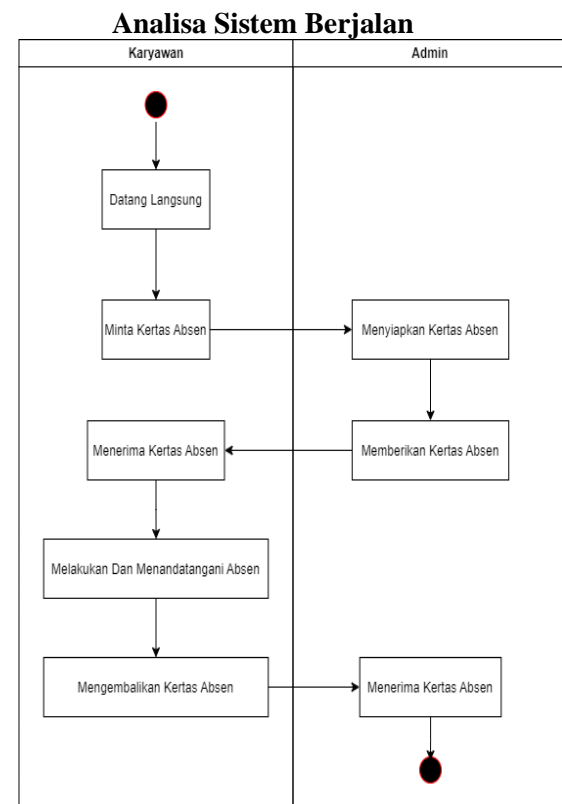 Analisa Sistem Berjalan
Karyawan
Admin
Datang Langsung
Minta Kertas Absen
Menyiapkan Kertas Absen
Menerima Kertas Absen
Memberikan Kertas Absen
Melakukan Dan Menandatangani Absen
Mengembalikan Kertas Absen
Menerima Kertas Absen